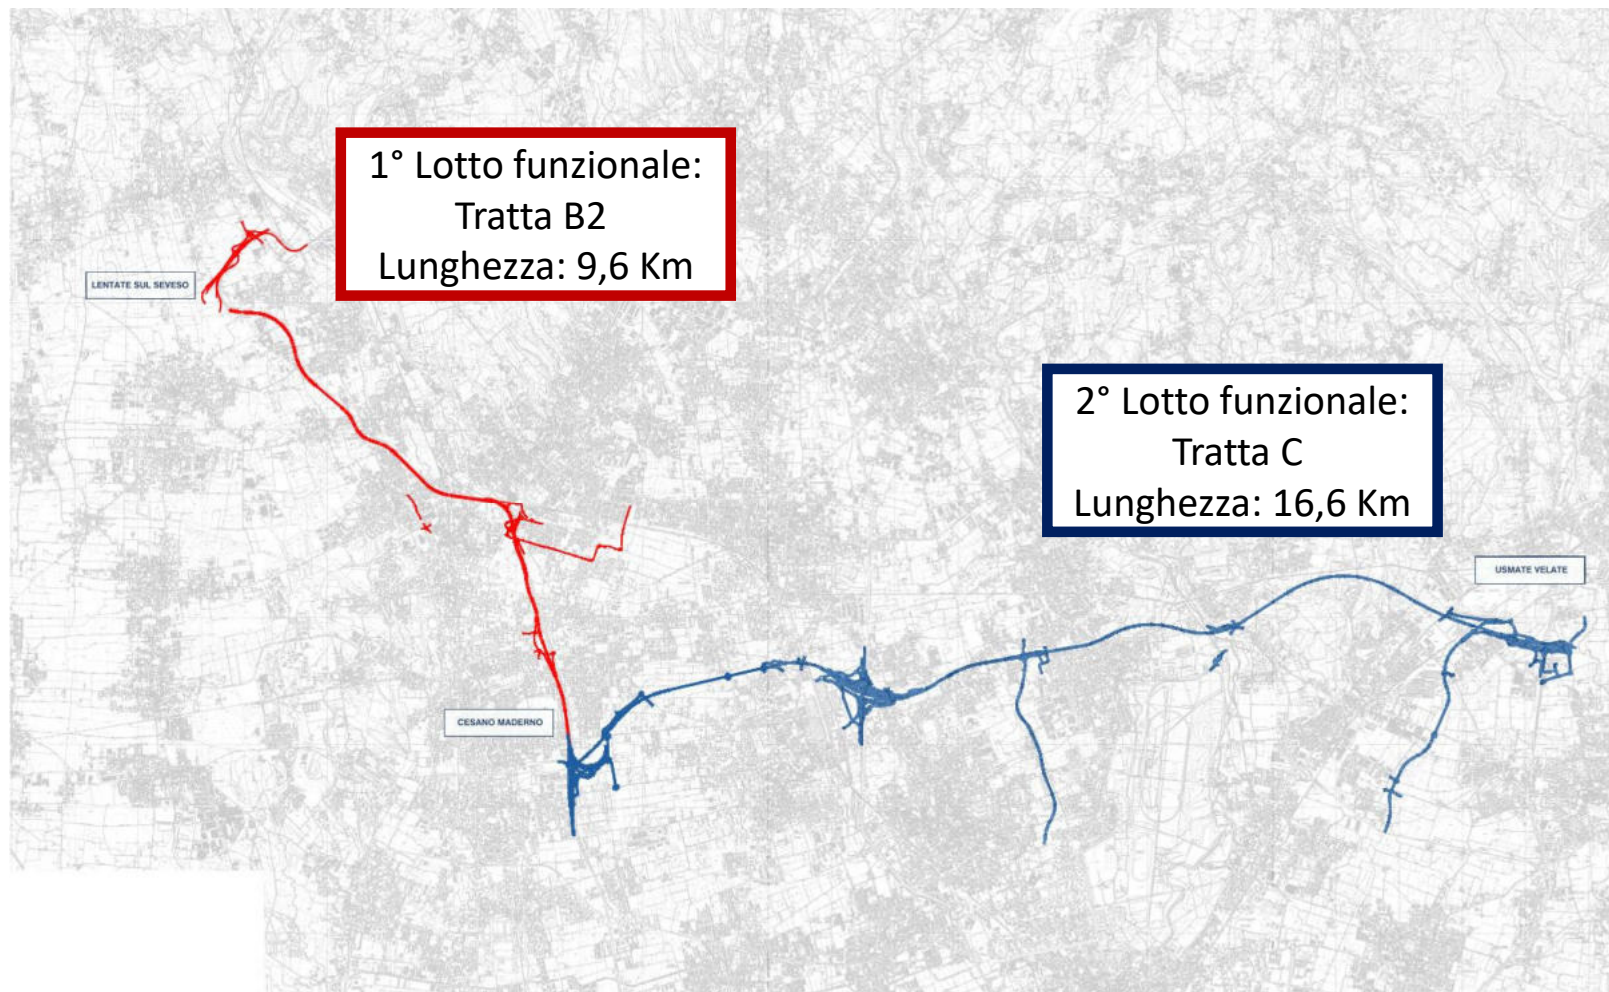 1° Lotto funzionale:
Tratta B2
Lunghezza: 9,6 Km
LENTATE SUL SEVESO
2° Lotto funzionale:
Tratta C
Lunghezza: 16,6 Km
USMATE VELATE
CESANO MADERNO